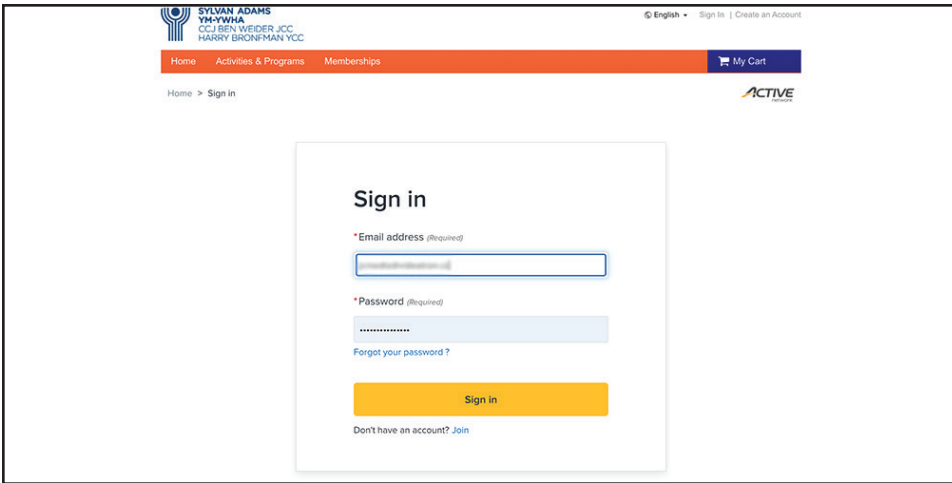 SYLVAN ADAMS
YM-YWHA
CCJ BEN WEIDER JCC
HARRY BRONFMAN YCC
English Sign In | Create an Account
Home Activities & Programs Memberships My Cart
Home > Sign in
ACTIVE
network
Sign in
*Email address (Required)
*Password (Required)
Forgot your password ?
Sign in
Don't have an account? Join